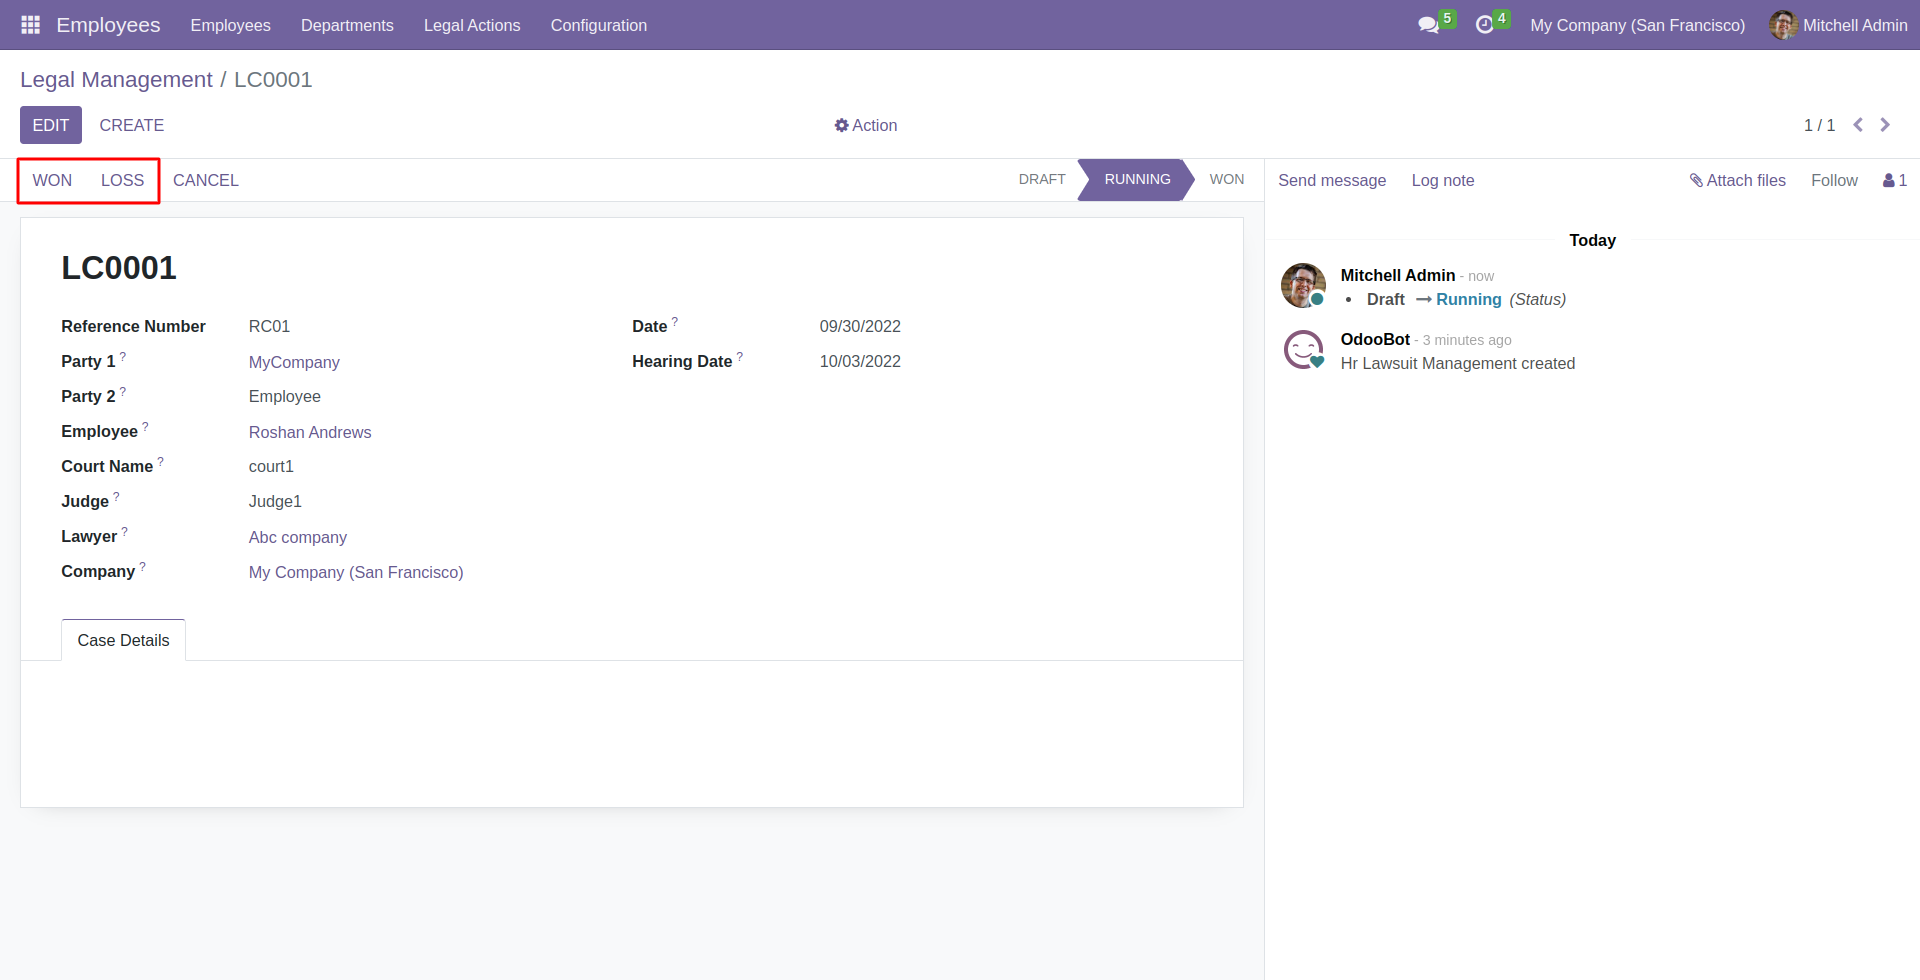 Employees Employees Departments Legal Actions Configuration 5 4 My Company (San Francisco) Mitchell Admin
Legal Management / LC0001
EDIT CREATE Action 1 / 1
WON LOSS CANCEL DRAFT RUNNING WON Send message Log note Attach files Follow 1
LC0001
Reference Number RC01
Party 1 ? MyCompany
Party 2 ? Employee
Employee ? Roshan Andrews
Court Name ? court1
Judge ? Judge1
Lawyer ? Abc company
Company ? My Company (San Francisco)
Date ? 09/30/2022
Hearing Date ? 10/03/2022
Case Details
Today
Mitchell Admin - now
• Draft → Running (Status)
OdooBot - 3 minutes ago
Hr Lawsuit Management created